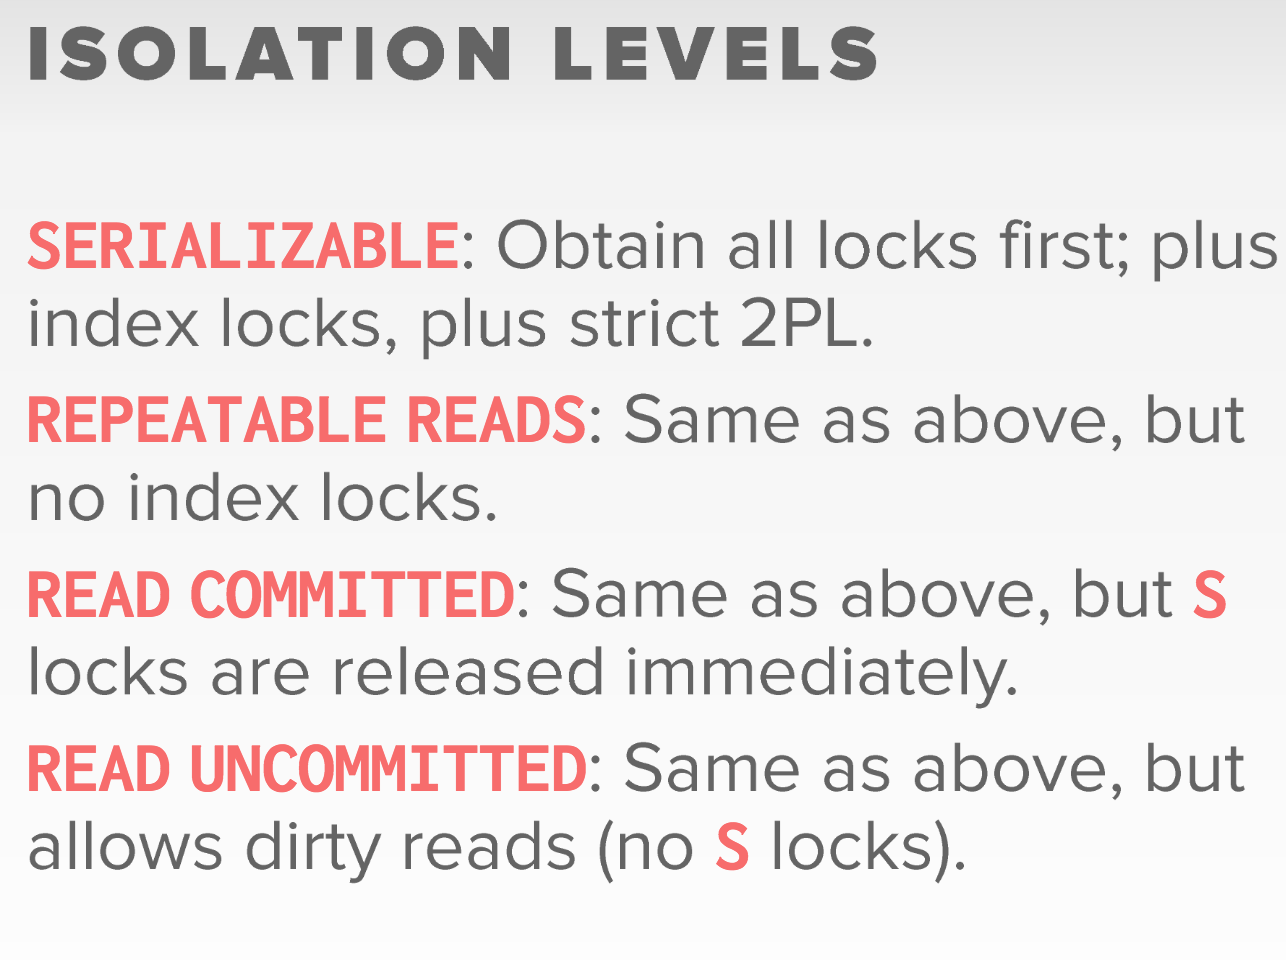 ISOLATION LEVELS
SERIALIZABLE: Obtain all locks first; plus
index locks, plus strict 2PL.
REPEATABLE READS: Same as above, but
no index locks.
READ COMMITTED: Same as above, but S
locks are released immediately.
READ UNCOMMITTED: Same as above, but
allows dirty reads (no S locks).